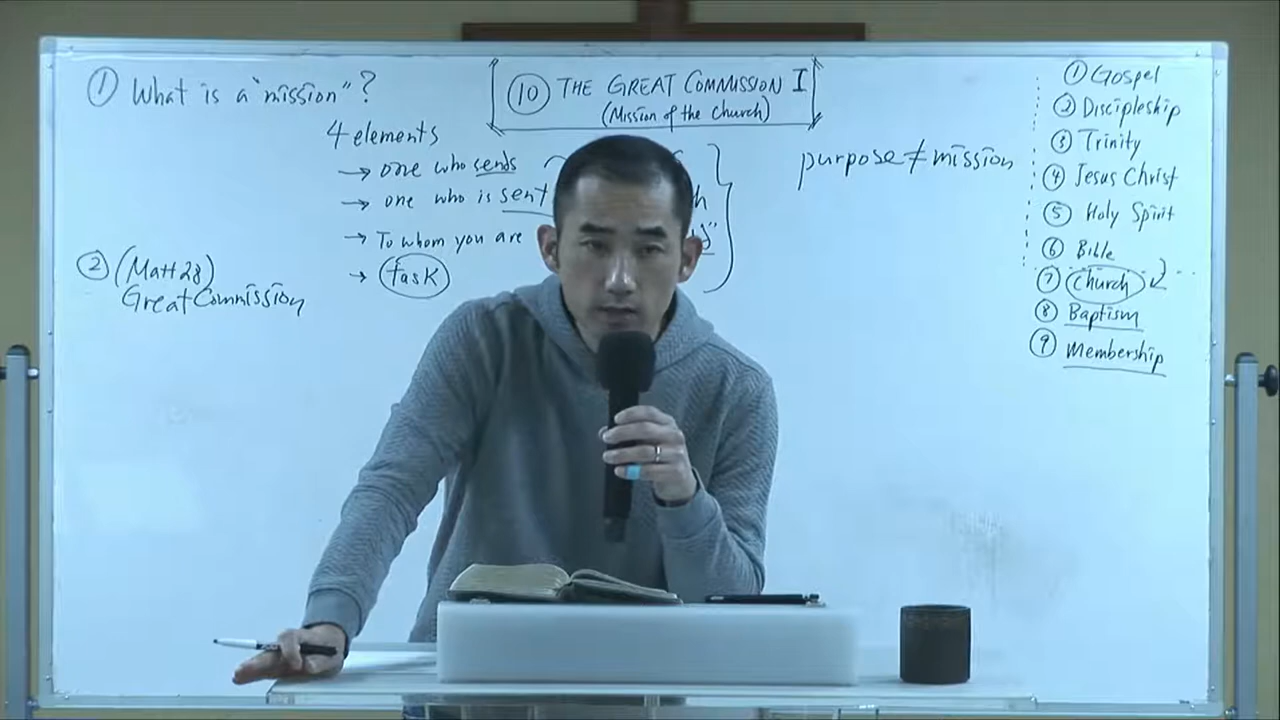 ① What is a "mission"?
⑩ THE GREAT COMMISSION I
(Mission of the Church)
4 elements
→ one who sends
→ one who is sent
→ To whom you are
→ task
② (Matt 28)
Great Commission
purpose ≠ mission
① Gospel
② Discipleship
③ Trinity
④ Jesus Christ
⑤ Holy Spirit
⑥ Bible
⑦ Church
⑧ Baptism
⑨ Membership